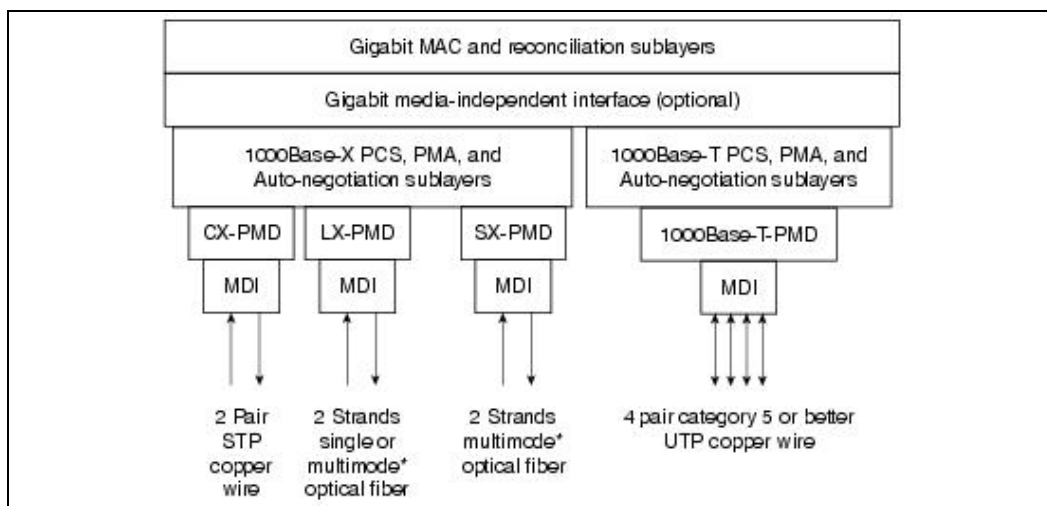 Gigabit MAC and reconciliation sublayers
Gigabit media-independent interface (optional)
1000Base-X PCS, PMA, and
Auto-negotiation sublayers
1000Base-T PCS, PMA, and
Auto-negotiation sublayers
CX-PMD
LX-PMD
SX-PMD
1000Base-T-PMD
MDI
MDI
MDI
MDI
2 Pair
STP
copper
wire
2 Strands
single or
multimode*
optical fiber
2 Strands
multimode*
optical fiber
4 pair category 5 or better
UTP copper wire